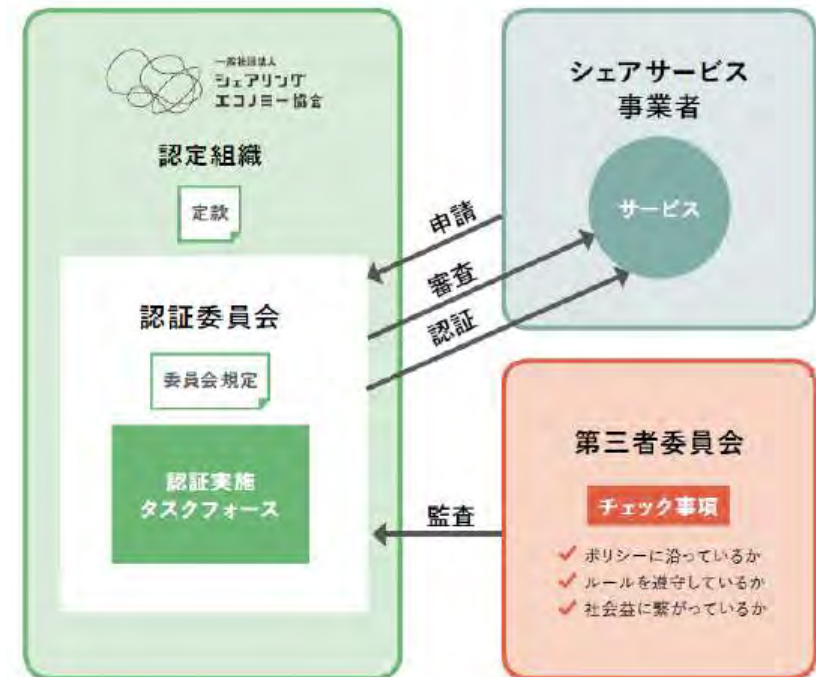 一般社団法人
シェアリング
エコノミー協会
認定組織
定款
認証委員会
委員会規定
認証実施
タスクフォース
申請
審査
認証
監査
シェアサービス
事業者
サービス
第三者委員会
チェック事項
ポリシーに沿っているか
ルールを遵守しているか
社会益に繋がっているか